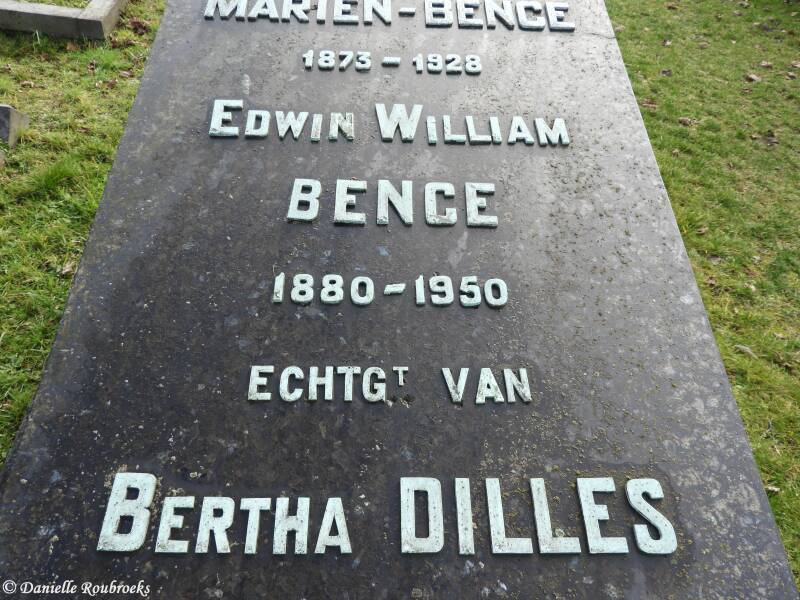 MARIEN-BENCE
1873 - 1928
EDWIN WILLIAM
BENCE
1880 - 1950
ECHTGT VAN
BERTHA DILLES
© Danielle Roubroeks